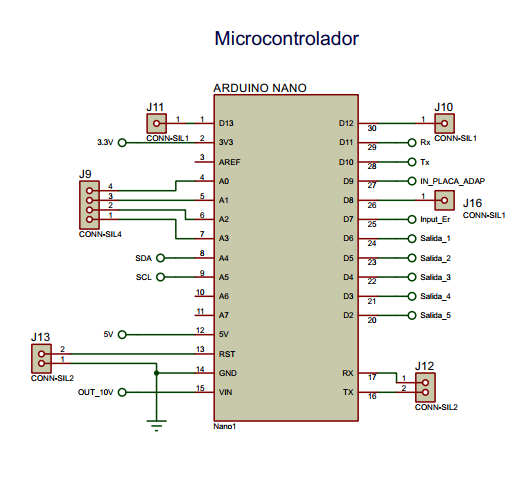 Microcontrolador
ARDUINO NANO
J11
1
CONN-SIL1
1 D13
3.3V
2 3V3
3 AREF
J9
4
3
2
1
CONN-SIL4
4 A0
5 A1
6 A2
7 A3
SDA
8 A4
SCL
9 A5
10 A6
11 A7
5V
12 5V
J13
2
1
CONN-SIL2
13 RST
14 GND
OUT_10V
15 VIN
Nano1
D12 30
1
J10
CONN-SIL1
D11 29
Rx
D10 28
Tx
D9 27
IN_PLACA_ADAP
D8 26
1
J16
CONN-SIL1
D7 25
Input_Er
D6 24
Salida_1
D5 23
Salida_2
D4 22
Salida_3
D3 21
Salida_4
D2 20
Salida_5
RX 17
TX 16
J12
1
2
CONN-SIL2